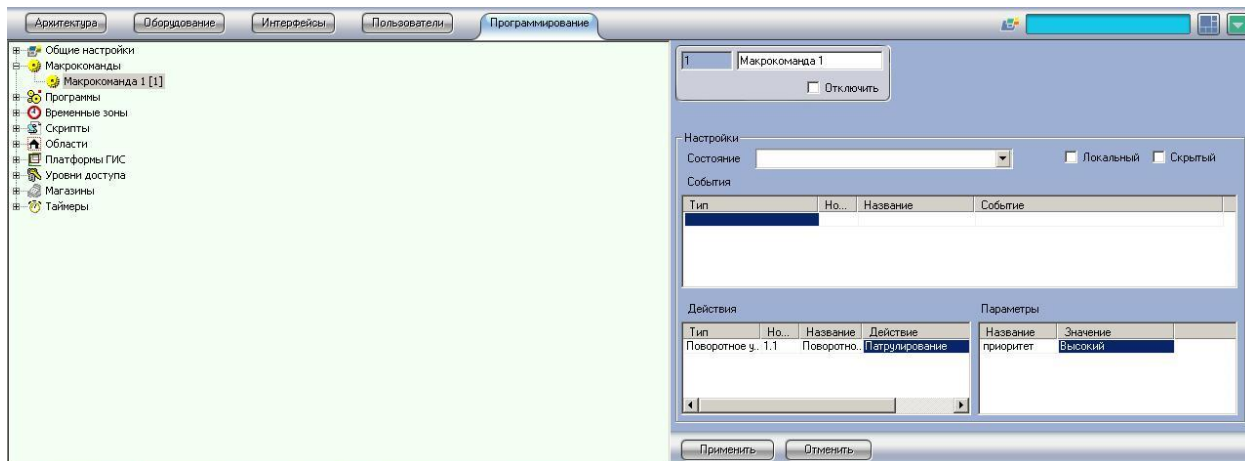 Архитектура Оборудование Интерфейсы Пользователи Программирование
Общие настройки
Макрокоманды
Макрокоманда 1 [1]
Программы
Временные зоны
Скрипты
Области
Платформы ГИС
Уровни доступа
Магазины
Таймеры
1 Макрокоманда 1
Отключить
Настройки
Состояние Локальный Скрытый
События
Тип Но... Название Событие
Действия
Тип Но... Название Действие
Поворотное у.. 1.1 Поворотно.. Патрулирование
Параметры
Название Значение
приоритет Высокий
Применить Отменить